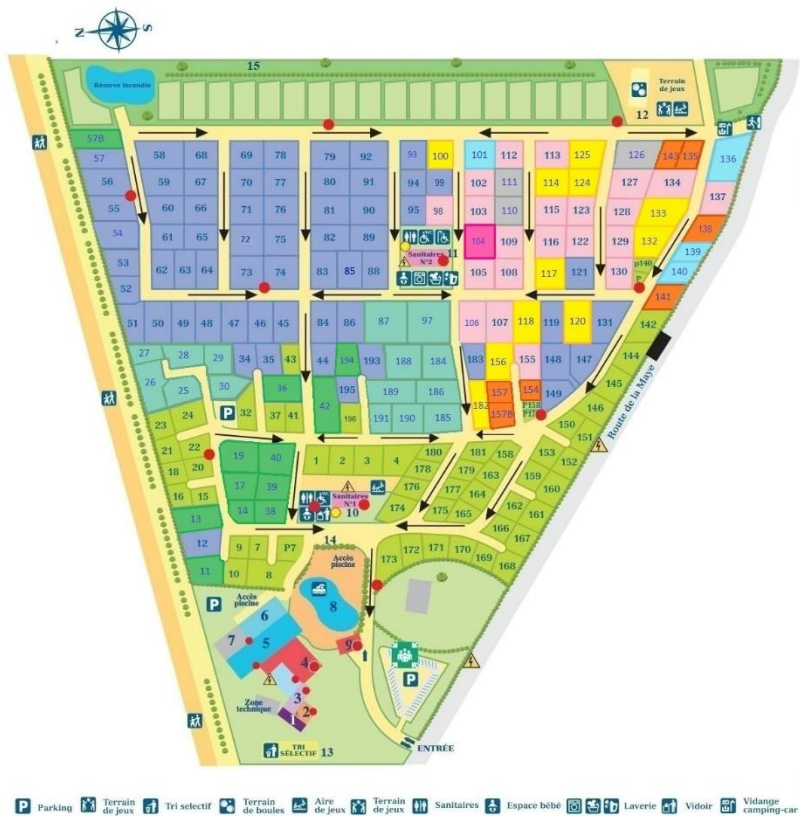 N S
15
Réserve Incendie
Terrain
de jeux
12
57B
57 58 68 69 78 79 92 93 100 101 112 113 125 126 143 135 136
56 59 67 70 77 80 91 94 99 102 111 114 124 127 134 137
55 60 66 71 76 81 90 95 98 103 110 115 123 128 133 138
54 61 65 72 75 82 89 104 109 116 122 129 132 139
Sanitaires
N°2
11
53 62 63 64 73 74 83 85 88 105 108 117 121 130 P140 P 140
52 141
51 50 49 48 47 46 45 84 86 87 97 106 107 118 119 120 131 142
27 28 29 34 35 43 44 194 193 188 184 183 156 155 148 147 144
26 25 30 36 42 195 189 186 157 154 149 145
P 32 37 41 196 191 190 185 182 157B P158 146
23 24 150
21 22 19 40 1 2 3 4 180 181 158 151
18 20 178 179 163 159 153 152
17 39 176 177 164 160
16 15 Sanitaires
N°1
10
14 38 174 175 165 162 161
13 166 167
12 14
9 7 P7 Accès
piscine
173 172 171 170 169 168
11 10 8
P Accès
piscine
6 8
7 5 9
4
P
3
Zone
technique
2
1
TRI
SÉLECTIF 13
ENTRÉE
Route de la Maye
P Parking Terrain
de jeux Tri selectif Terrain
de boules Aire
de jeux Terrain
de jeux Sanitaires Espace bébé Laverie Vidoir Vidange
camping-car